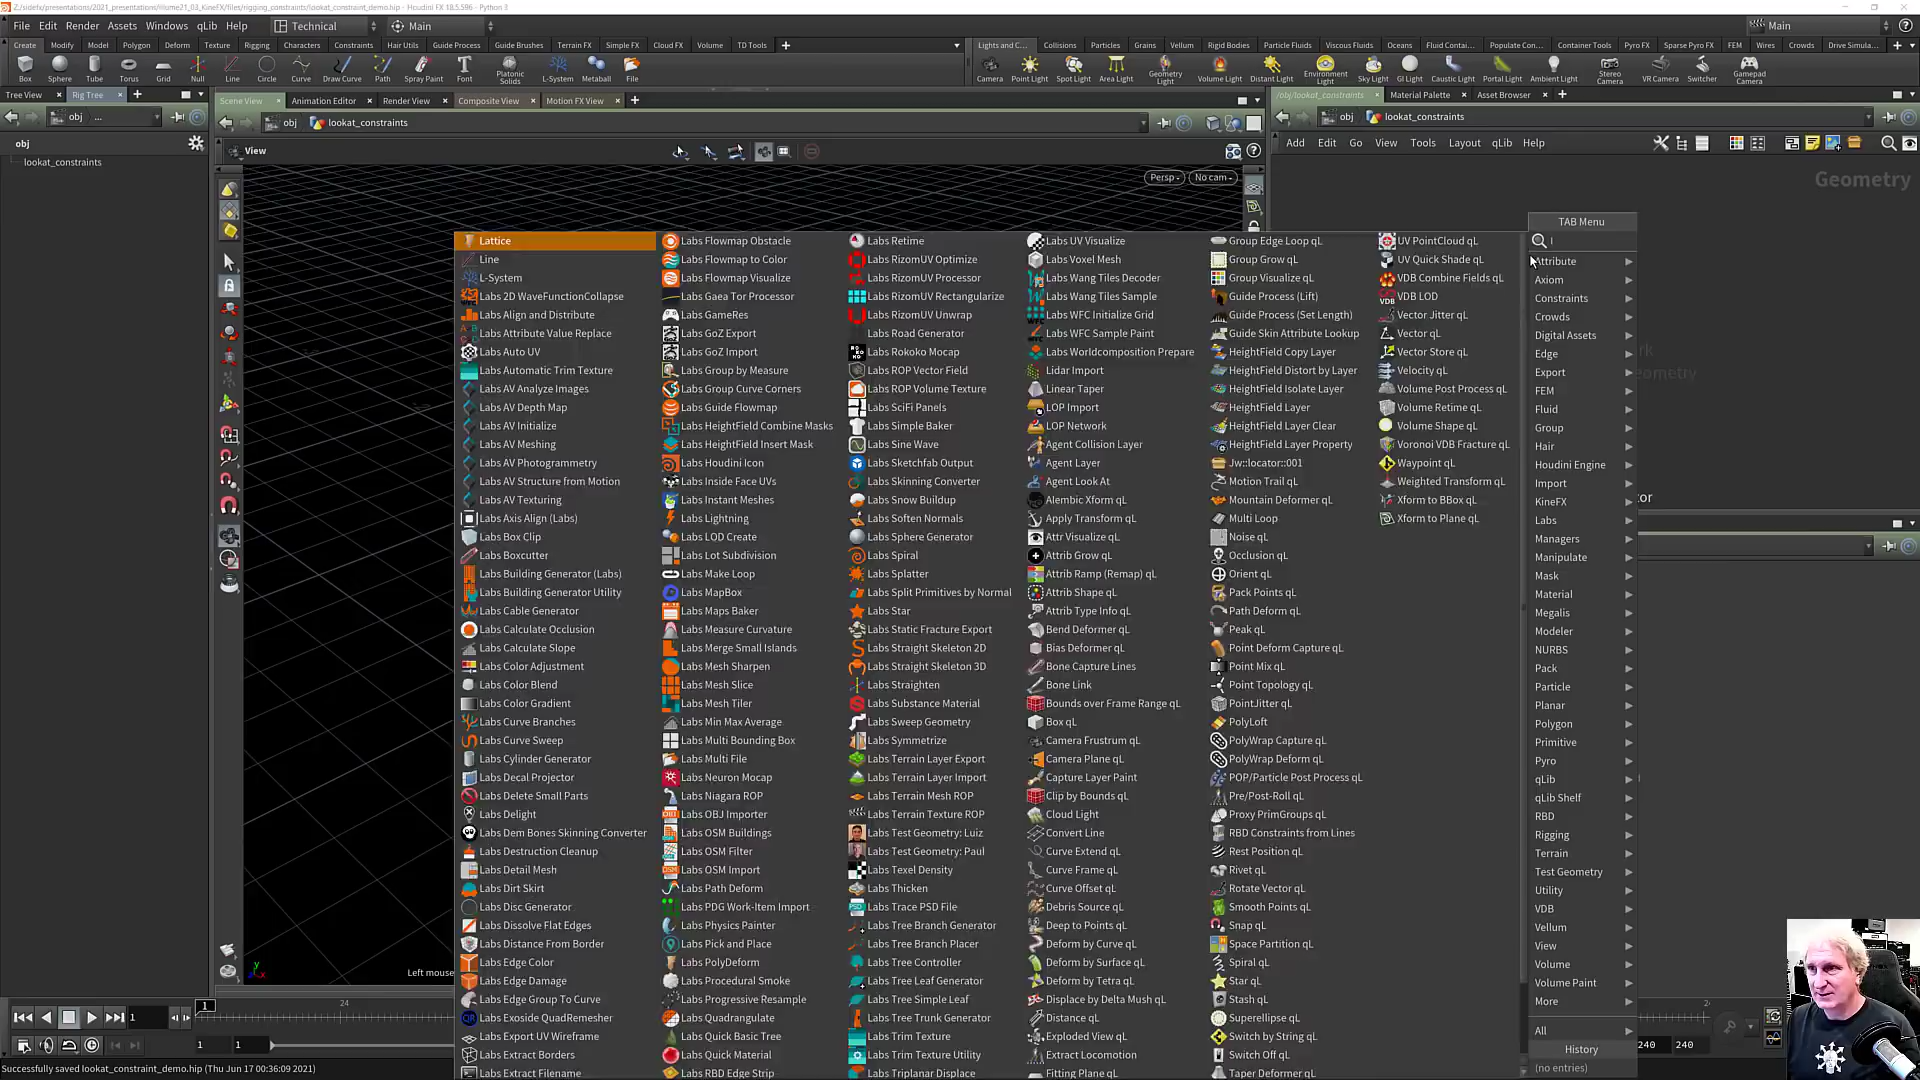 Z:/sidefx/presentations/2021_presentations/illume21_03_KineFX/files/rigging_constraints/lookat_constraint_demo.hip - Houdini FX 18.5.596 - Python 3
File Edit Render Assets Windows qLib Help Technical Main Main
Create Modify Model Polygon Deform Texture Rigging Characters Constraints Hair Utils Guide Process Guide Brushes Terrain FX Simple FX Cloud FX Volume TD Tools
Lights and C... Collisions Particles Grains Vellum Rigid Bodies Particle Fluids Viscous Fluids Oceans Fluid Contai... Populate Con... Container Tools Pyro FX Sparse Pyro FX FEM Wires Crowds Drive Simula...
Box Sphere Tube Torus Grid Null Line Circle Curve Draw Curve Path Spray Paint Font Platonic Solids L-System Metaball File
Camera Point Light Spot Light Area Light Geometry Light Volume Light Distant Light Environment Light Sky Light GI Light Caustic Light Portal Light Ambient Light Stereo Camera VR Camera Switcher Gamepad Camera
Tree View Rig Tree
Scene View Animation Editor Render View Composite View Motion FX View
/obj/lookat_constraints Material Palette Asset Browser
obj ...
obj lookat_constraints
obj lookat_constraints
obj
lookat_constraints
View
Add Edit Go View Tools Layout qLib Help
Persp No cam
Geometry
TAB Menu
l
Lattice
Line
L-System
Labs 2D WaveFunctionCollapse
Labs Align and Distribute
Labs Attribute Value Replace
Labs Auto UV
Labs Automatic Trim Texture
Labs AV Analyze Images
Labs AV Depth Map
Labs AV Initialize
Labs AV Meshing
Labs AV Photogrammetry
Labs AV Structure from Motion
Labs AV Texturing
Labs Axis Align (Labs)
Labs Box Clip
Labs Boxcutter
Labs Building Generator (Labs)
Labs Building Generator Utility
Labs Cable Generator
Labs Calculate Occlusion
Labs Calculate Slope
Labs Color Adjustment
Labs Color Blend
Labs Color Gradient
Labs Curve Branches
Labs Curve Sweep
Labs Cylinder Generator
Labs Decal Projector
Labs Delete Small Parts
Labs Delight
Labs Dem Bones Skinning Converter
Labs Destruction Cleanup
Labs Detail Mesh
Labs Dirt Skirt
Labs Disc Generator
Labs Dissolve Flat Edges
Labs Distance From Border
Labs Edge Color
Labs Edge Damage
Labs Edge Group To Curve
Labs Exoside QuadRemesher
Labs Export UV Wireframe
Labs Extract Borders
Labs Extract Filename
Labs Flowmap Obstacle
Labs Flowmap to Color
Labs Flowmap Visualize
Labs Gaea Tor Processor
Labs GameRes
Labs GoZ Export
Labs GoZ Import
Labs Group by Measure
Labs Group Curve Corners
Labs Guide Flowmap
Labs HeightField Combine Masks
Labs HeightField Insert Mask
Labs Houdini Icon
Labs Inside Face UVs
Labs Instant Meshes
Labs Lightning
Labs LOD Create
Labs Lot Subdivision
Labs Make Loop
Labs MapBox
Labs Maps Baker
Labs Measure Curvature
Labs Merge Small Islands
Labs Mesh Sharpen
Labs Mesh Slice
Labs Mesh Tiler
Labs Min Max Average
Labs Multi Bounding Box
Labs Multi File
Labs Neuron Mocap
Labs Niagara ROP
Labs OBJ Importer
Labs OSM Buildings
Labs OSM Filter
Labs OSM Import
Labs Path Deform
Labs PDG Work-Item Import
Labs Physics Painter
Labs Pick and Place
Labs PolyDeform
Labs Procedural Smoke
Labs Progressive Resample
Labs Quadrangulate
Labs Quick Basic Tree
Labs Quick Material
Labs RBD Edge Strip
Labs Retime
Labs RizomUV Optimize
Labs RizomUV Processor
Labs RizomUV Rectangularize
Labs RizomUV Unwrap
Labs Road Generator
Labs Rokoko Mocap
Labs ROP Vector Field
Labs ROP Volume Texture
Labs SciFi Panels
Labs Simple Baker
Labs Sine Wave
Labs Sketchfab Output
Labs Skinning Converter
Labs Snow Buildup
Labs Soften Normals
Labs Sphere Generator
Labs Spiral
Labs Splatter
Labs Split Primitives by Normal
Labs Star
Labs Static Fracture Export
Labs Straight Skeleton 2D
Labs Straight Skeleton 3D
Labs Straighten
Labs Substance Material
Labs Sweep Geometry
Labs Symmetrize
Labs Terrain Layer Export
Labs Terrain Layer Import
Labs Terrain Mesh ROP
Labs Terrain Texture ROP
Labs Test Geometry: Luiz
Labs Test Geometry: Paul
Labs Texel Density
Labs Thicken
Labs Trace PSD File
Labs Tree Branch Generator
Labs Tree Branch Placer
Labs Tree Controller
Labs Tree Leaf Generator
Labs Tree Simple Leaf
Labs Tree Trunk Generator
Labs Trim Texture
Labs Trim Texture Utility
Labs Triplanar Displace
Labs UV Visualize
Labs Voxel Mesh
Labs Wang Tiles Decoder
Labs Wang Tiles Sample
Labs WFC Initialize Grid
Labs WFC Sample Paint
Labs Worldcomposition Prepare
Lidar Import
Linear Taper
LOP Import
LOP Network
Agent Collision Layer
Agent Layer
Agent Look At
Alembic Xform qL
Apply Transform qL
Attr Visualize qL
Attrib Grow qL
Attrib Ramp (Remap) qL
Attrib Shape qL
Attrib Type Info qL
Bend Deformer qL
Bias Deformer qL
Bone Capture Lines
Bone Link
Bounds over Frame Range qL
Box qL
Camera Frustrum qL
Camera Plane qL
Capture Layer Paint
Clip by Bounds qL
Cloud Light
Convert Line
Curve Extend qL
Curve Frame qL
Curve Offset qL
Debris Source qL
Deep to Points qL
Deform by Curve qL
Deform by Surface qL
Deform by Tetra qL
Displace by Delta Mush qL
Distance qL
Exploded View qL
Extract Locomotion
Fitting Plane qL
Group Edge Loop qL
Group Grow qL
Group Visualize qL
Guide Process (Lift)
Guide Process (Set Length)
Guide Skin Attribute Lookup
HeightField Copy Layer
HeightField Distort by Layer
HeightField Isolate Layer
HeightField Layer
HeightField Layer Clear
HeightField Layer Property
Jw::locator::001
Motion Trail qL
Mountain Deformer qL
Multi Loop
Noise qL
Occlusion qL
Orient qL
Pack Points qL
Path Deform qL
Peak qL
Point Deform Capture qL
Point Mix qL
Point Topology qL
PointJitter qL
PolyLoft
PolyWrap Capture qL
PolyWrap Deform qL
POP/Particle Post Process qL
Pre/Post-Roll qL
Proxy PrimGroups qL
RBD Constraints from Lines
Rest Position qL
Rivet qL
Rotate Vector qL
Smooth Points qL
Snap qL
Space Partition qL
Spiral qL
Star qL
Stash qL
Superellipse qL
Switch by String qL
Switch Off qL
Taper Deformer qL
UV PointCloud qL
UV Quick Shade qL
VDB Combine Fields qL
VDB LOD
Vector Jitter qL
Vector qL
Vector Store qL
Velocity qL
Volume Post Process qL
Volume Retime qL
Volume Shape qL
Voronoi VDB Fracture qL
Waypoint qL
Weighted Transform qL
Xform to BBox qL
Xform to Plane qL
Attribute
Axiom
Constraints
Crowds
Digital Assets
Edge
Export
FEM
Fluid
Group
Hair
Houdini Engine
Import
KineFX
Labs
Managers
Manipulate
Mask
Material
Megalis
Modeler
NURBS
Pack
Particle
Planar
Polygon
Primitive
Pyro
qLib
qLib Shelf
RBD
Rigging
Terrain
Test Geometry
Utility
VDB
Vellum
View
Volume
Volume Paint
More
All
History
(no entries)
Left mouse
1 24
1
1 1 240 240
Successfully saved lookat_constraint_demo.hip (Thu Jun 17 00:36:09 2021)